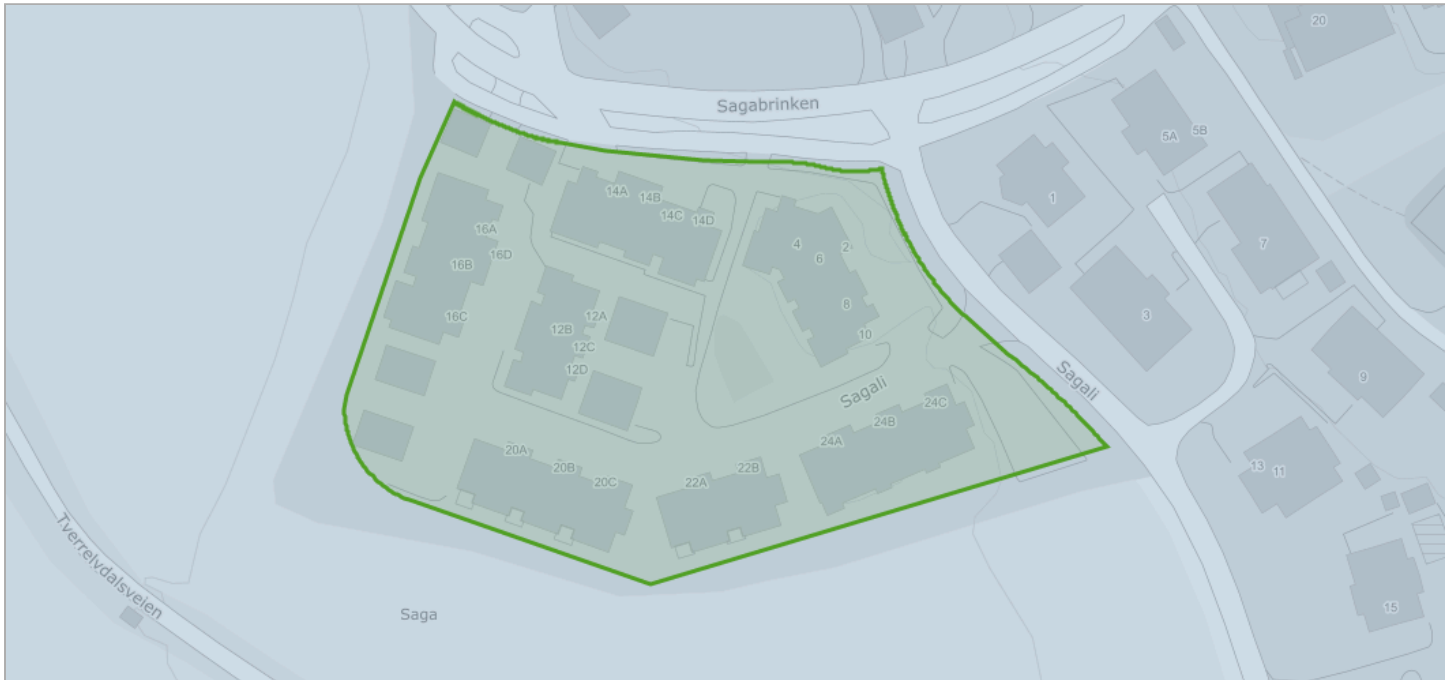 20
Sagabrinken
5A
5B
14A
14B
14C
14D
1
16A
16D
16B
16C
4
6
2
8
10
7
3
12A
12B
12C
12D
Sagali
Sagali
9
24C
24B
24A
20A
20B
20C
22B
22A
13
11
Tverrelvdalsveien
Saga
15